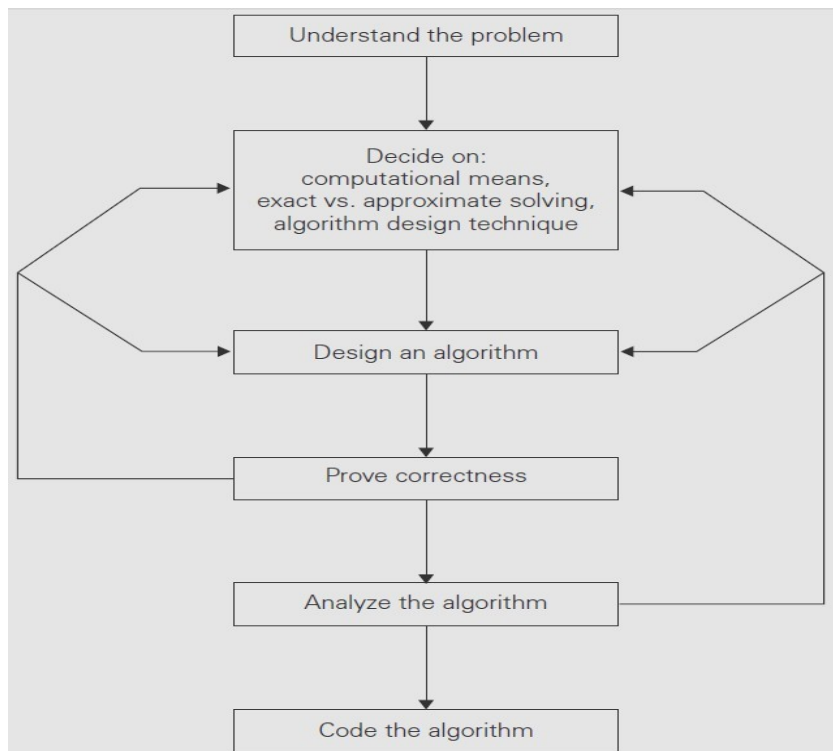 Understand the problem
Decide on:
computational means,
exact vs. approximate solving,
algorithm design technique
Design an algorithm
Prove correctness
Analyze the algorithm
Code the algorithm